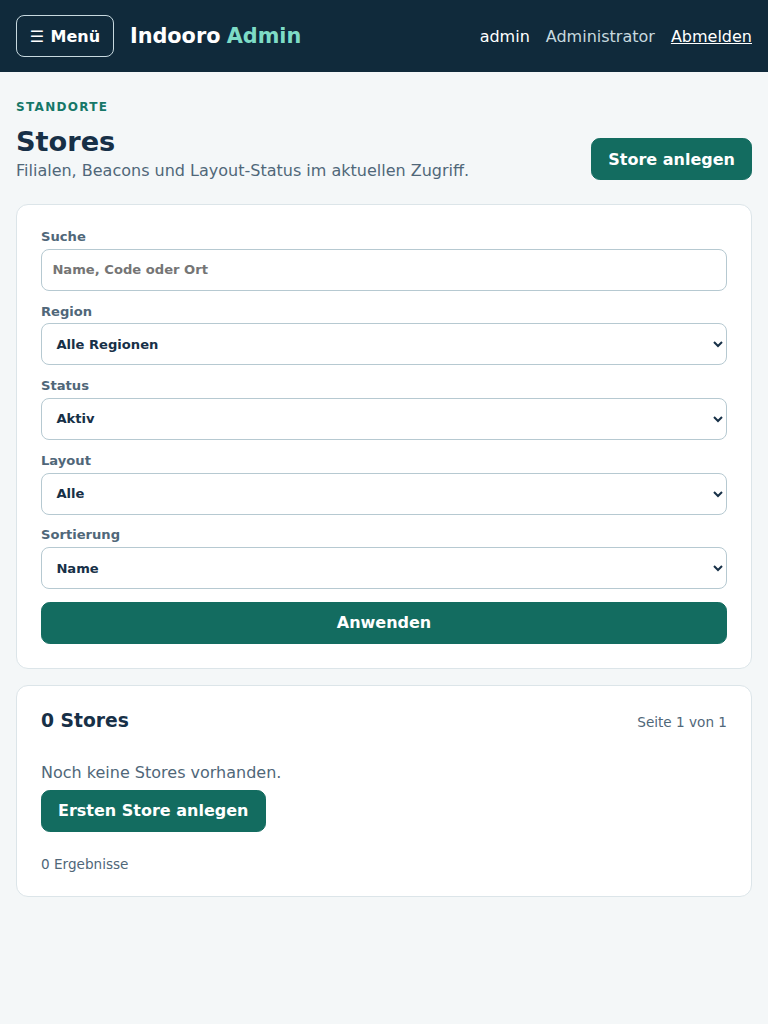 ☰ Menü
Indooro Admin
admin Administrator Abmelden
STANDORTE
Stores
Filialen, Beacons und Layout-Status im aktuellen Zugriff.
Store anlegen
Suche
Name, Code oder Ort
Region
Alle Regionen
Status
Aktiv
Layout
Alle
Sortierung
Name
Anwenden
0 Stores
Seite 1 von 1
Noch keine Stores vorhanden.
Ersten Store anlegen
0 Ergebnisse